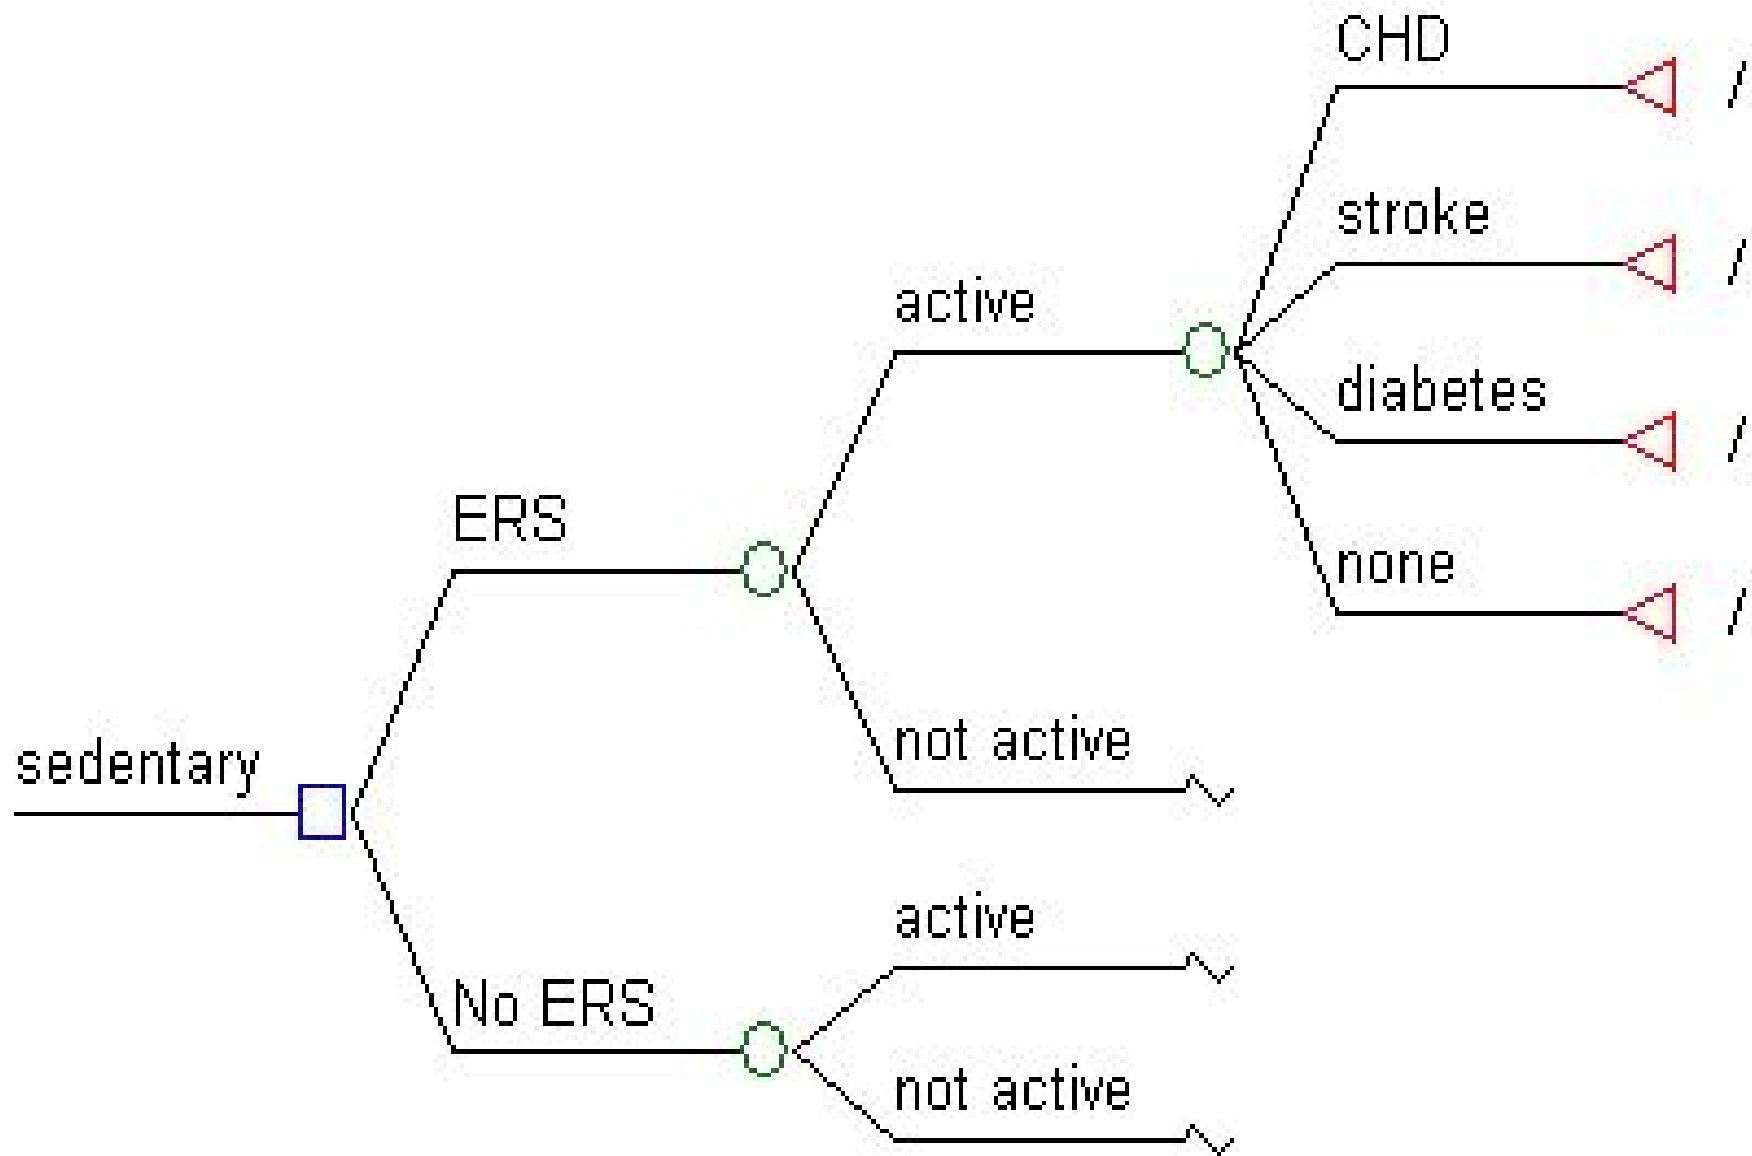 CHD
/
stroke
/
active
diabetes
/
ERS
none
/
not active
sedentary
active
No ERS
not active